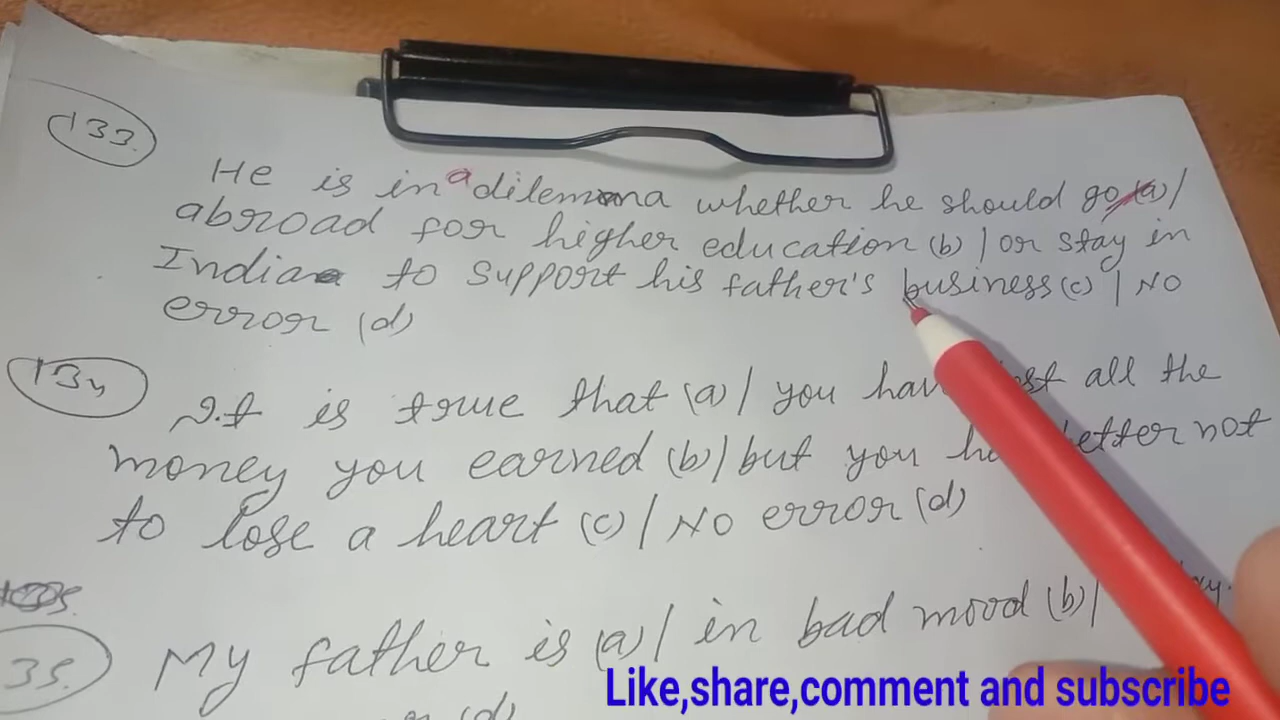 133.
He is in a dilemma whether he should go (a) /
abroad for higher education (b) / or stay in
India to support his father's business (c) / No
error (d)
134
It is true that (a) / you all the
money you earned (b) / but you better not
to lose a heart (c) / No error (d)
35.
My father is (a) / in bad mood (b) /
(d)
Like,share,comment and subscribe